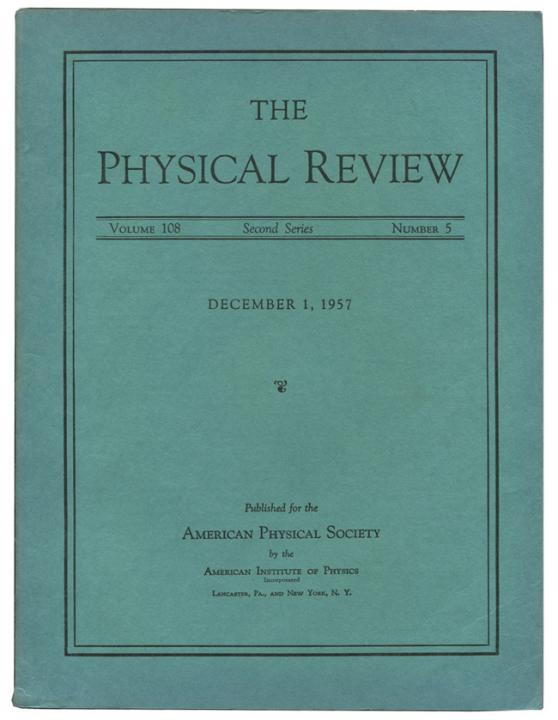 THE
PHYSICAL REVIEW
VOLUME 108 Second Series NUMBER 5
DECEMBER 1, 1957
Published for the
AMERICAN PHYSICAL SOCIETY
by the
AMERICAN INSTITUTE OF PHYSICS
Incorporated
LANCASTER, PA., AND NEW YORK, N. Y.